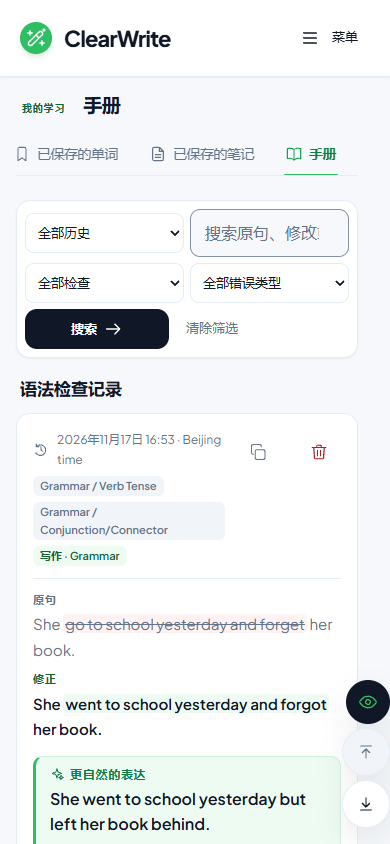 ClearWrite
菜单
我的学习 手册
已保存的单词 已保存的笔记 手册
全部历史 搜索原句、修改
全部检查 全部错误类型
搜索 → 清除筛选
语法检查记录
2026年11月17日 16:53 · Beijing
time
Grammar / Verb Tense
Grammar /
Conjunction/Connector
写作 · Grammar
原句
She go to school yesterday and forget her
book.
修正
She went to school yesterday and forgot
her book.
更自然的表达
She went to school yesterday but
left her book behind.